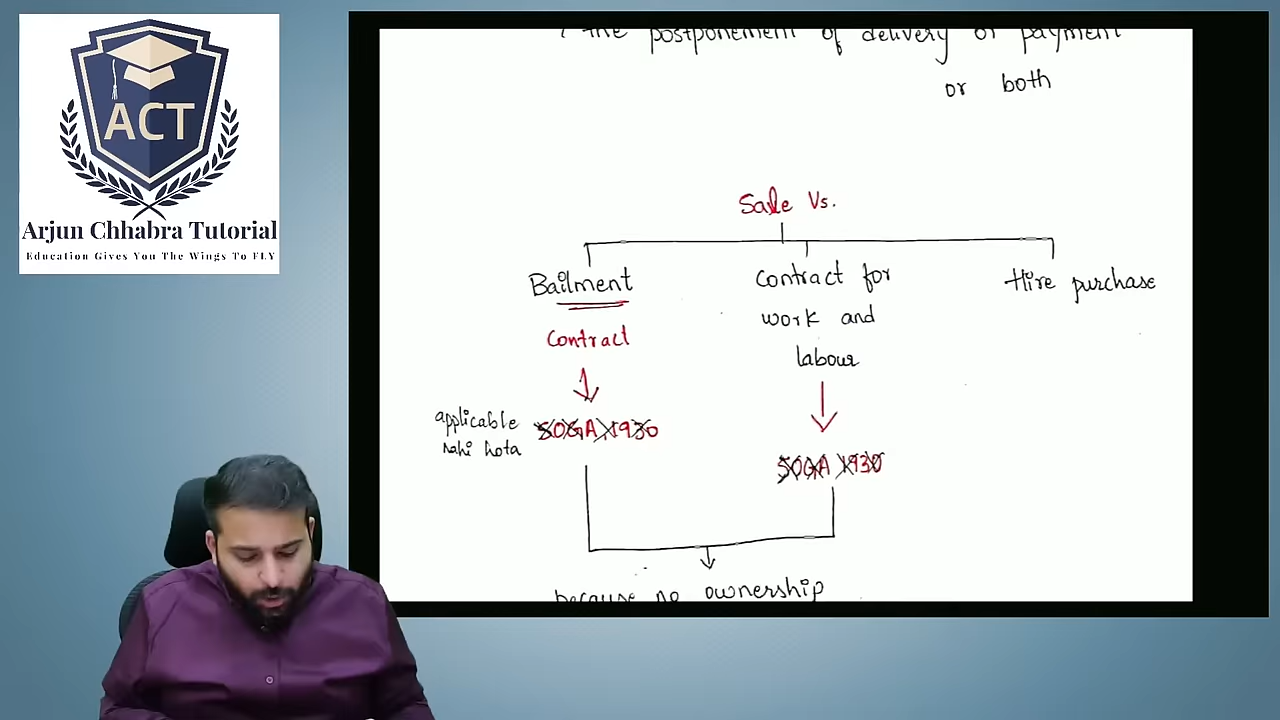 ACT
Arjun Chhabra Tutorial
Education Gives You The Wings To FLY
the postponement of delivery or payment
or both
Sale Vs.
Bailment
Contract
applicable
nahi hota
SOGA, 1930
Contract for
work and
labour
SOGA 1930
Hire purchase
because no ownership